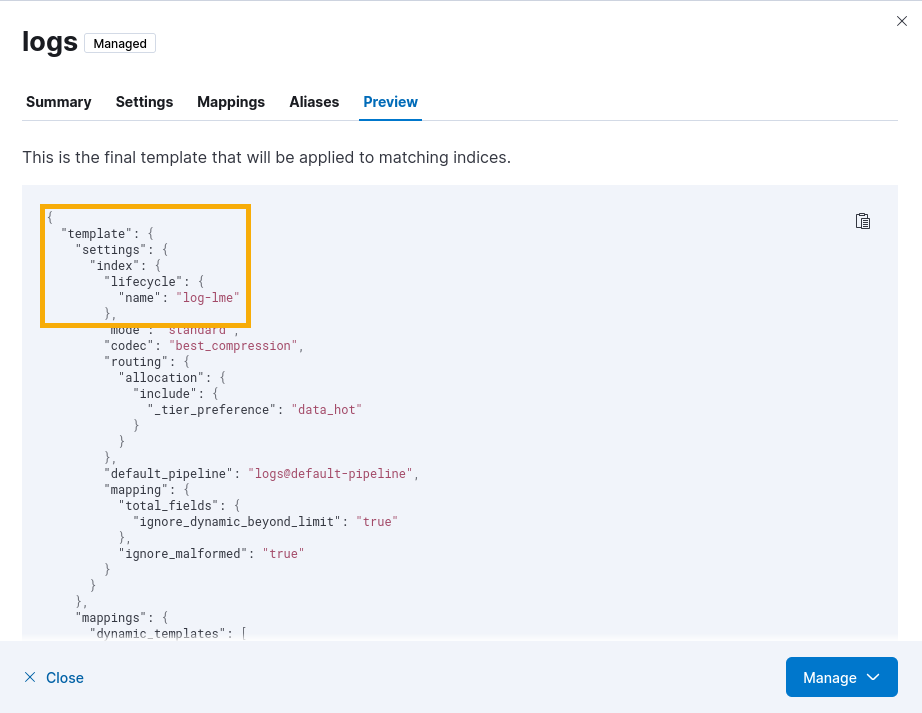 logs Managed
Summary Settings Mappings Aliases Preview
This is the final template that will be applied to matching indices.
{
  "template": {
    "settings": {
      "index": {
        "lifecycle": {
          "name": "log-lme"
        },
        "mode": "standard",
        "codec": "best_compression",
        "routing": {
          "allocation": {
            "include": {
              "_tier_preference": "data_hot"
            }
          }
        },
        "default_pipeline": "logs@default-pipeline",
        "mapping": {
          "total_fields": {
            "ignore_dynamic_beyond_limit": "true"
          },
          "ignore_malformed": "true"
        }
      }
    },
    "mappings": {
      "dynamic_templates": [
Close Manage